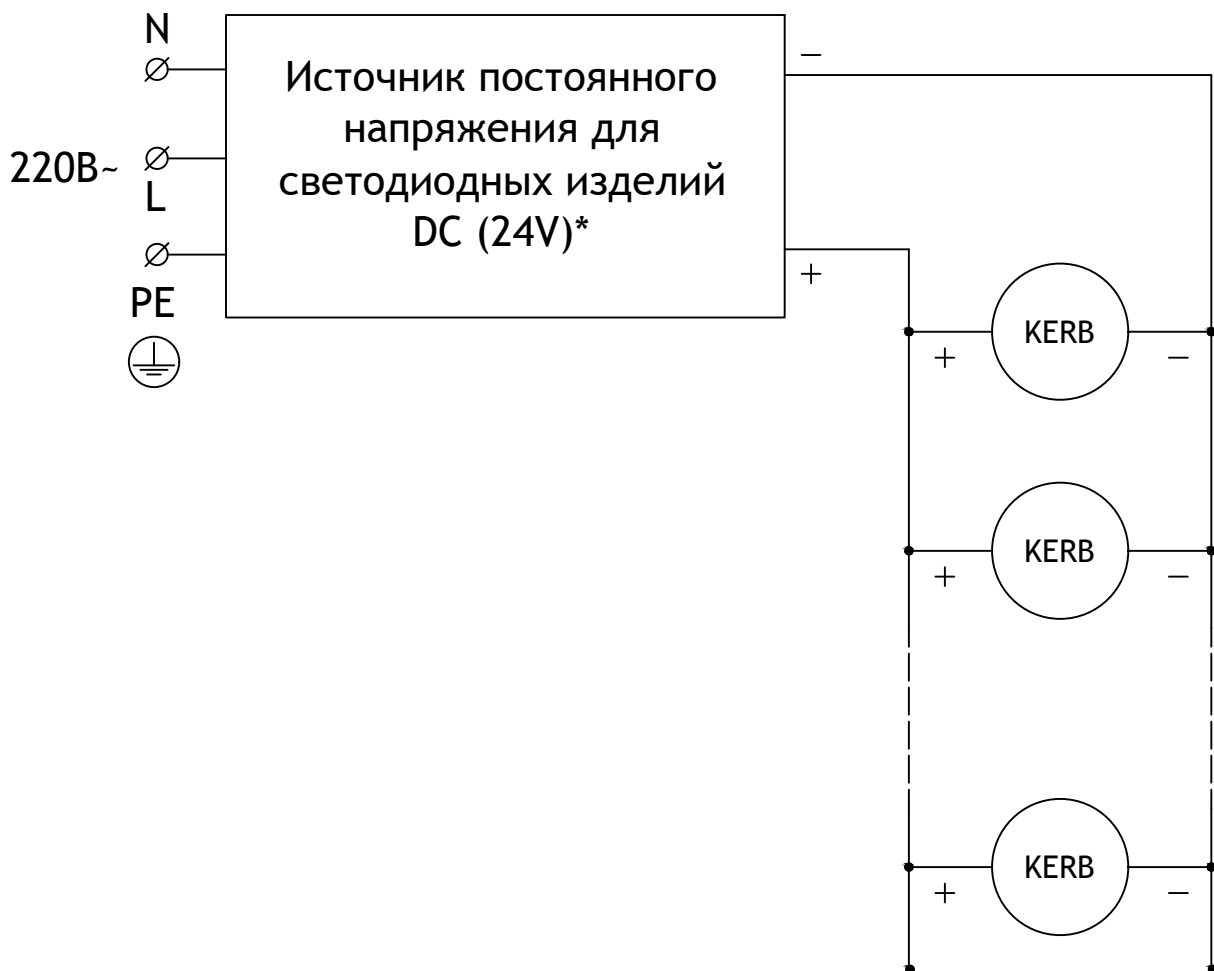 N
Источник постоянного
напряжения для
светодиодных изделий
DC (24V)*
220В~
L
PE
−
+
KERB
+ −
KERB
+ −
KERB
+ −